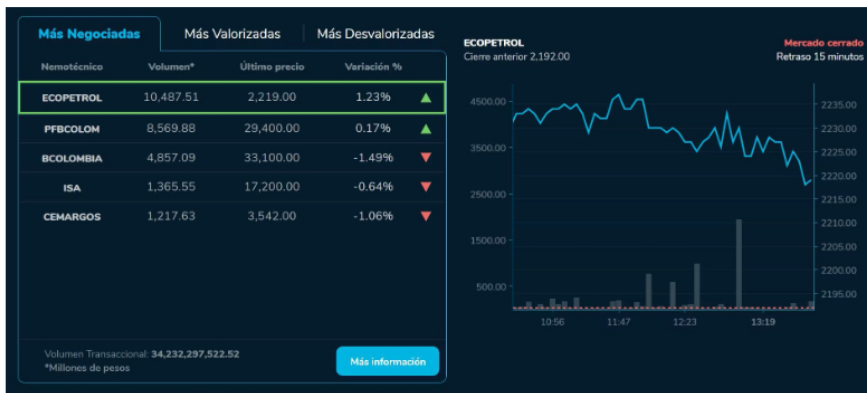 Más Negociadas Más Valorizadas Más Desvalorizadas
Nemotécnico Volumen* Último precio Variación %
ECOPETROL 10,487.51 2,219.00 1.23%
PFBCOLOM 8,569.88 29,400.00 0.17%
BCOLOMBIA 4,857.09 33,100.00 -1.49%
ISA 1,365.55 17,200.00 -0.64%
CEMARGOS 1,217.63 3,542.00 -1.06%
Volumen Transaccional: 34,232,297,522.52
*Millones de pesos
Más información
ECOPETROL Mercado cerrado
Cierre anterior 2,192.00 Retraso 15 minutos
4500.00
3500.00
2500.00
1500.00
500.00
2235.00
2230.00
2225.00
2220.00
2215.00
2210.00
2205.00
2200.00
2195.00
10:56 11:47 12:23 13:19